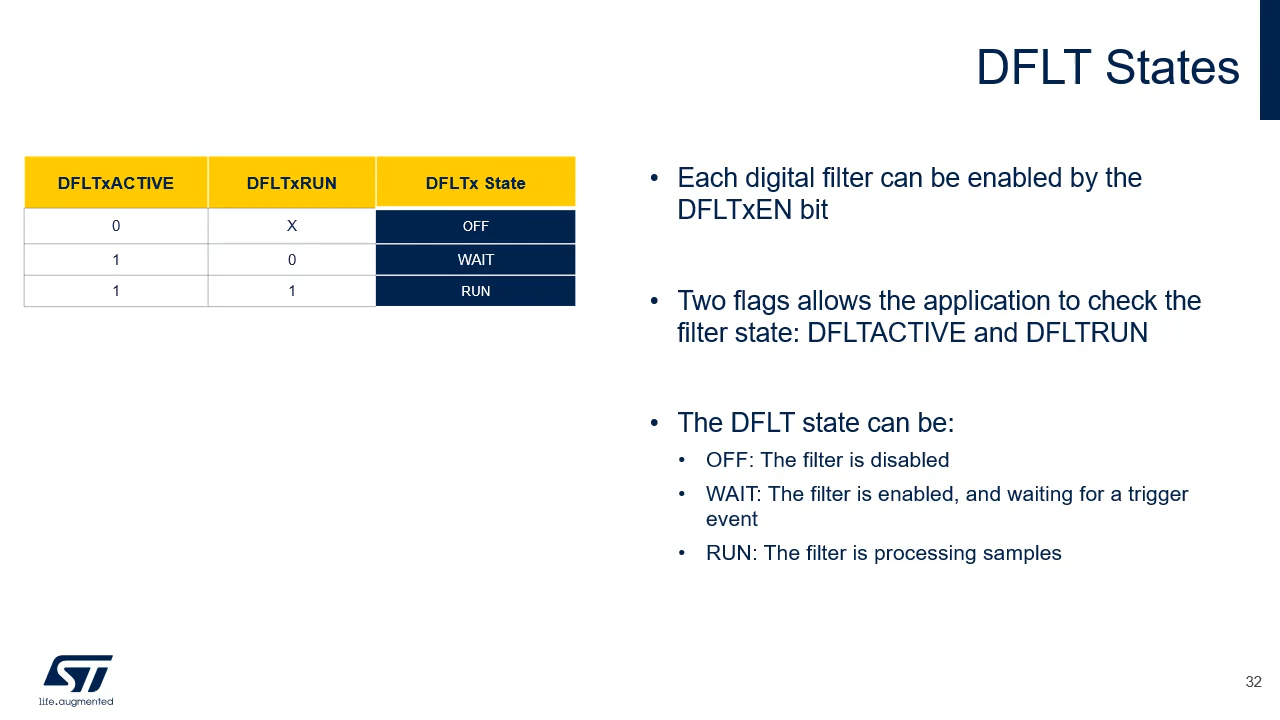 DFLT States
DFLTxACTIVE DFLTxRUN DFLTx State
0 X OFF
1 0 WAIT
1 1 RUN
• Each digital filter can be enabled by the
DFLTxEN bit
• Two flags allows the application to check the
filter state: DFLTACTIVE and DFLTRUN
• The DFLT state can be:
• OFF: The filter is disabled
• WAIT: The filter is enabled, and waiting for a trigger
event
• RUN: The filter is processing samples
ST
life.augmented
32